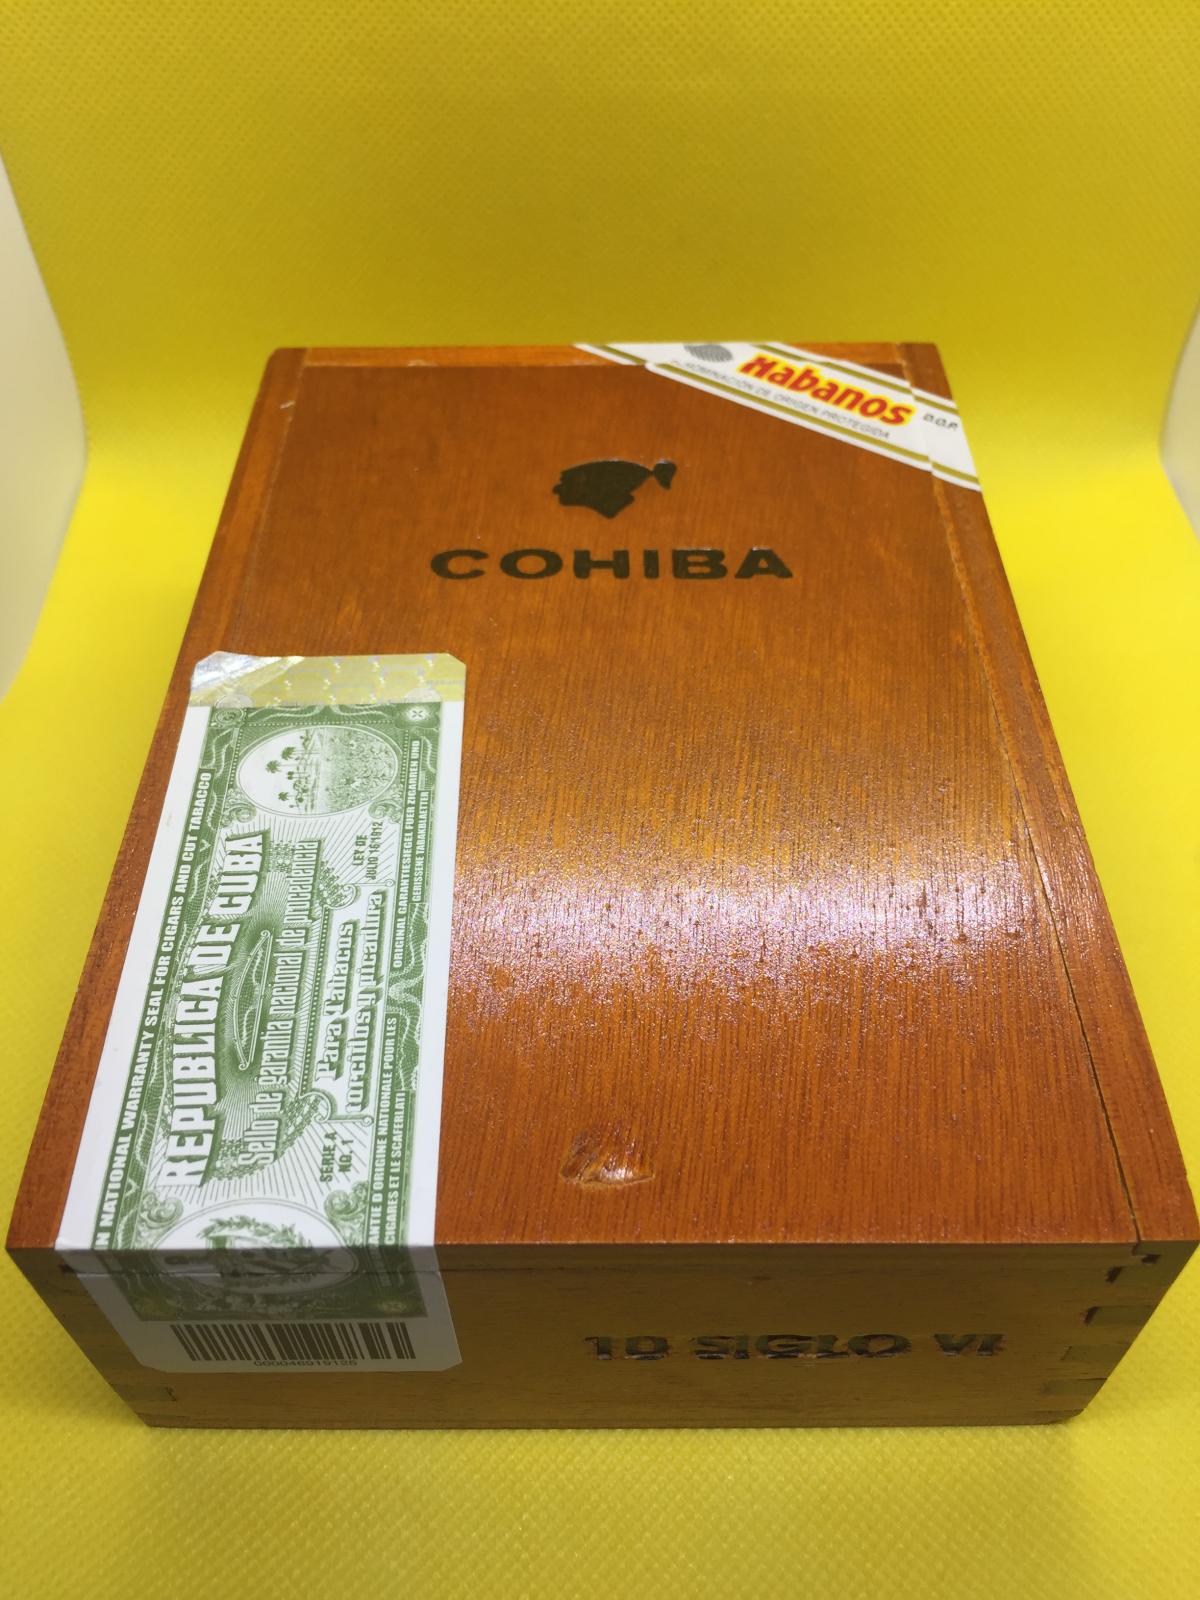 Habanos
DENOMINACIÓN DE ORIGEN PROTEGIDA
D.O.P.
COHIBA
N NATIONAL WARRANTY SEAL FOR CIGARS AND CUT TABACCO
REPUBLICA DE CUBA
Sello de garantia nacional de procedencia
Para Tabacos
torcidos y picadura
LEY DE
JULIO 16 1912
SERIE A
NO. 1
ORIGINAL GARANTIESIEGEL FUER ZIGARREN UND
GERISSENE TABAKBLAETTER
ANTIE D'ORIGINE NATIONALE POUR LES
CIGARES ET LE SCAFERLATI
000046919126
10 SIGLO VI